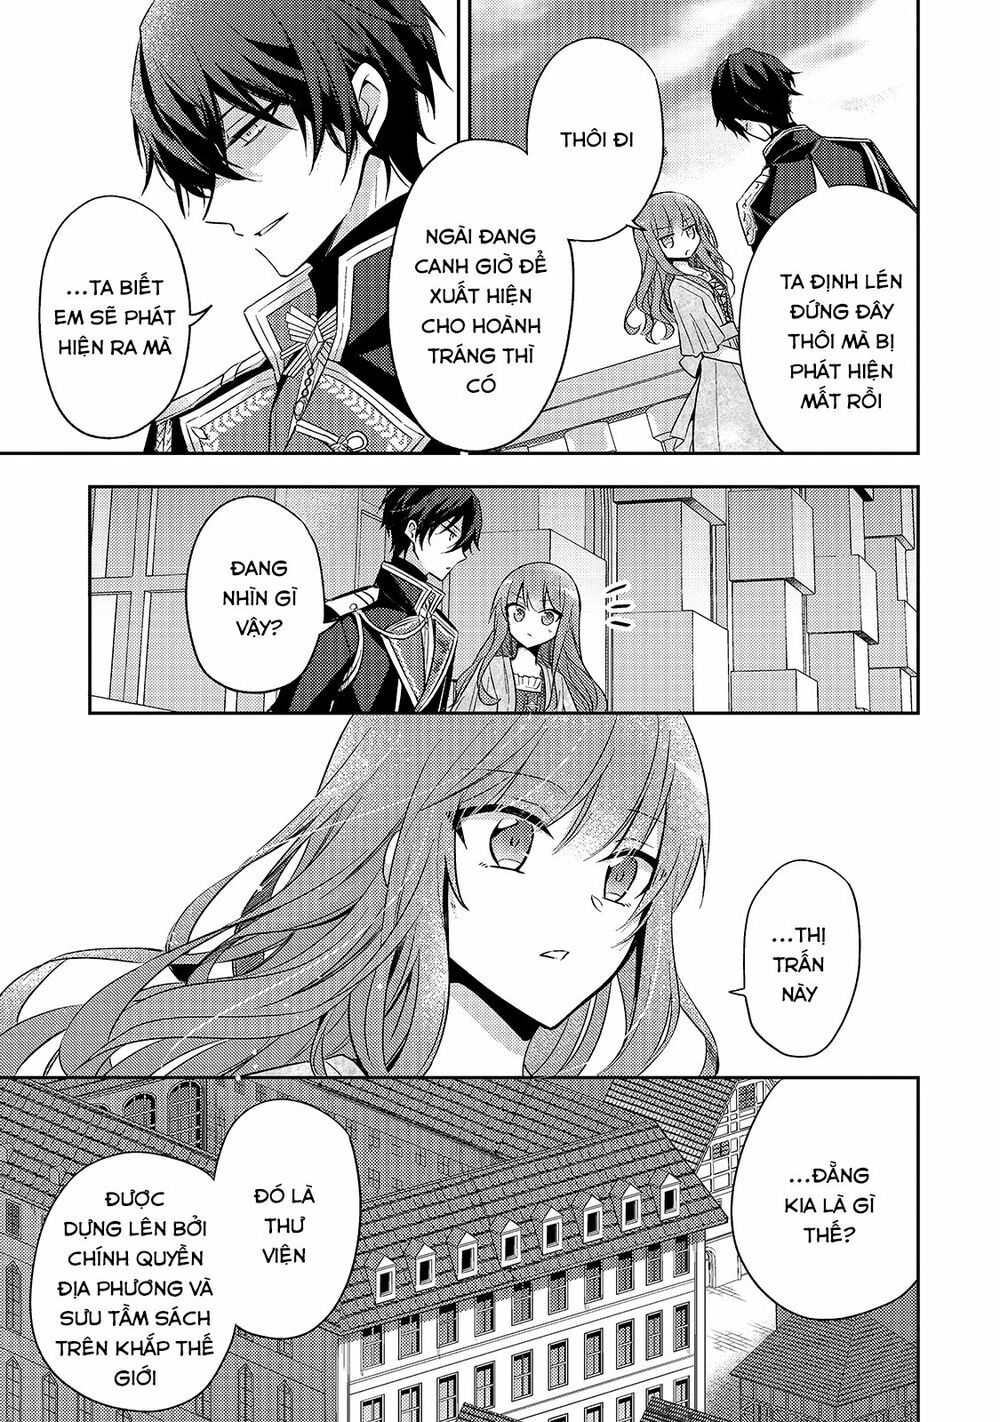 TA ĐỊNH LÉN
ĐỨNG ĐÂY
THÔI MÀ BỊ
PHÁT HIỆN
MẤT RỒI
THÔI ĐI
NGÀI ĐANG
CANH GIỜ ĐỂ
XUẤT HIỆN
CHO HOÀNH
TRÁNG THÌ
CÓ
...TA BIẾT
EM SẼ PHÁT
HIỆN RA MÀ
ĐANG
NHÌN GÌ
VẬY?
...THỊ
TRẤN
NÀY
...ĐẰNG
KIA LÀ GÌ
THẾ?
ĐÓ LÀ
THƯ
VIỆN
ĐƯỢC
DỰNG LÊN BỞI
CHÍNH QUYỀN
ĐỊA PHƯƠNG VÀ
SƯU TẦM SÁCH
TRÊN KHẮP THẾ
GIỚI